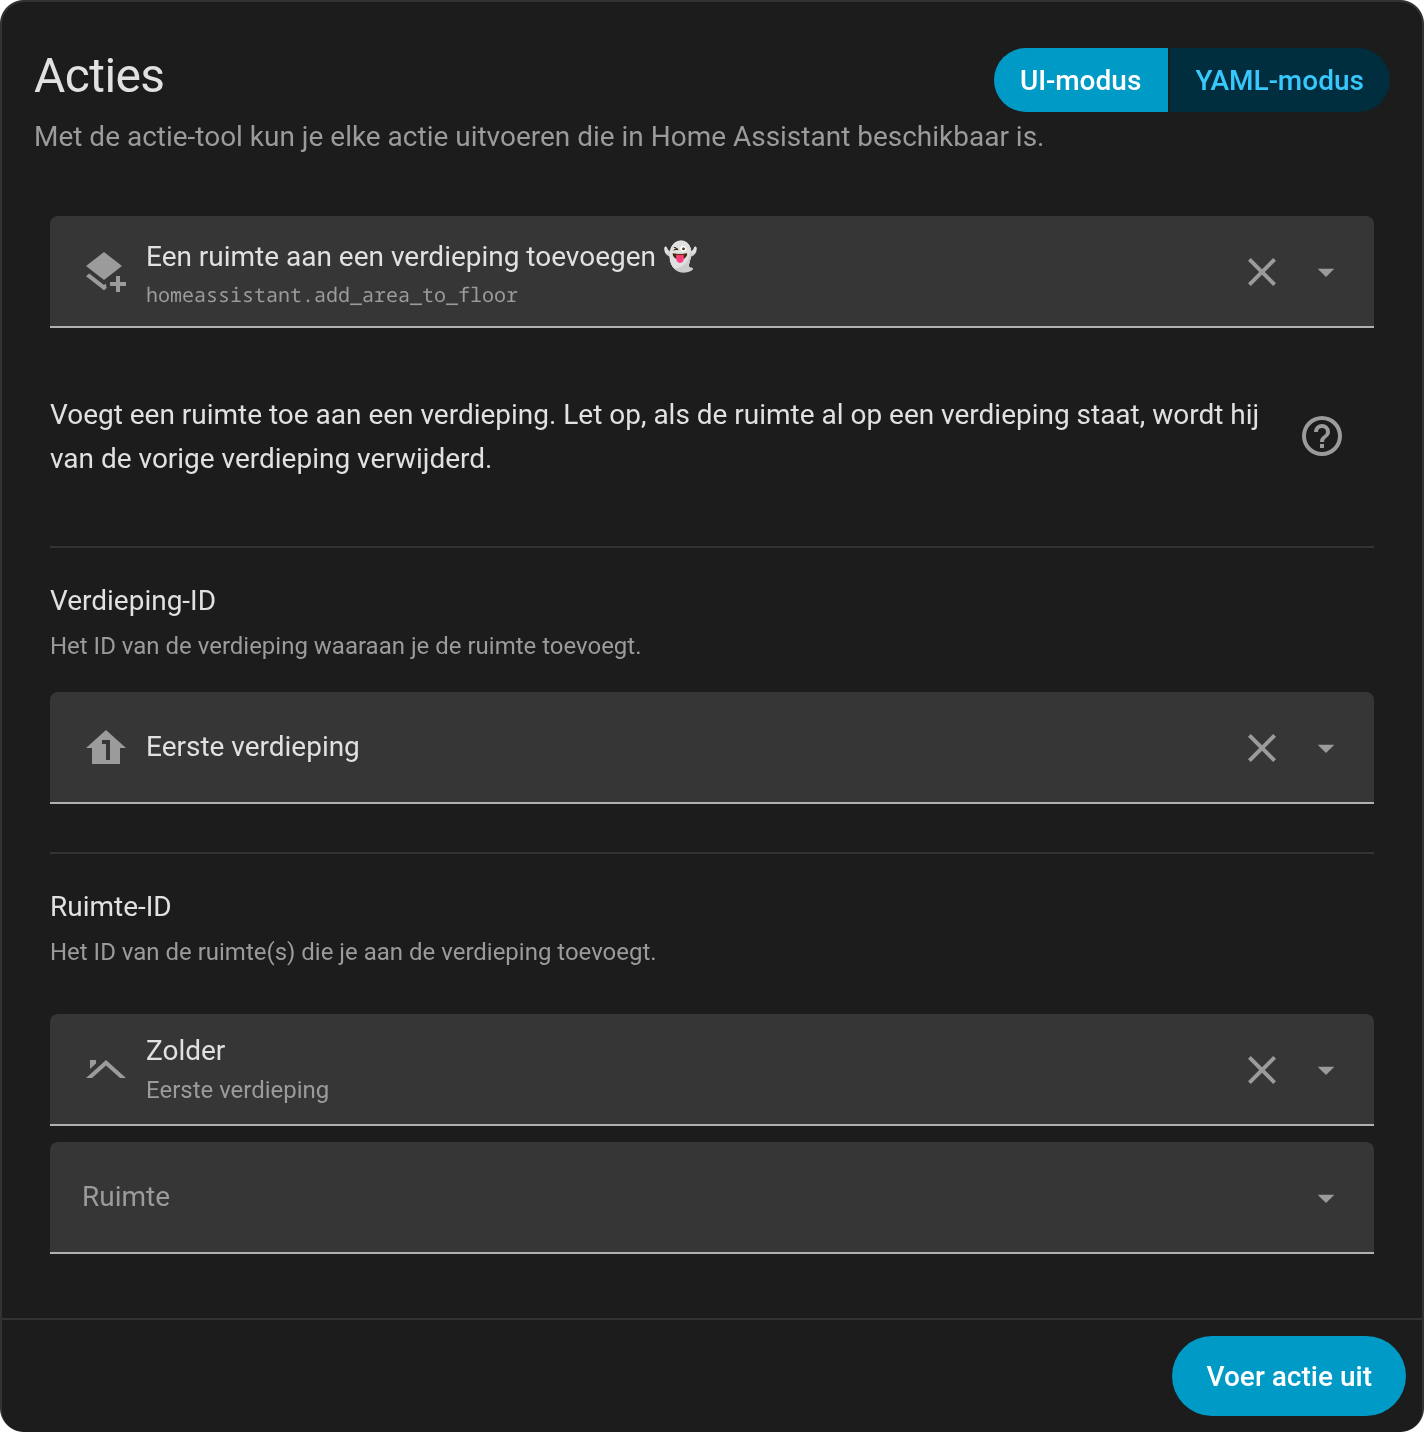 Acties
UI-modus
YAML-modus
Met de actie-tool kun je elke actie uitvoeren die in Home Assistant beschikbaar is.
Een ruimte aan een verdieping toevoegen 👻
homeassistant.add_area_to_floor
Voegt een ruimte toe aan een verdieping. Let op, als de ruimte al op een verdieping staat, wordt hij
van de vorige verdieping verwijderd.
Verdieping-ID
Het ID van de verdieping waaraan je de ruimte toevoegt.
Eerste verdieping
Ruimte-ID
Het ID van de ruimte(s) die je aan de verdieping toevoegt.
Zolder
Eerste verdieping
Ruimte
Voer actie uit